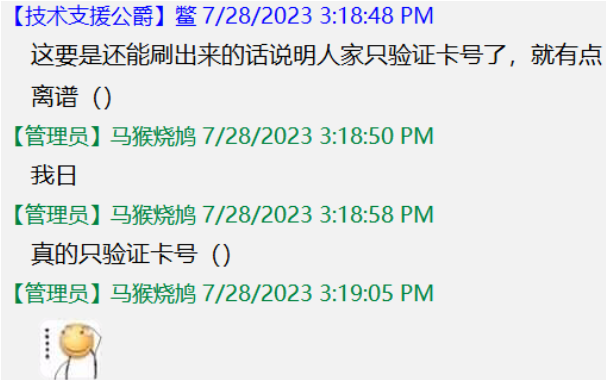 【技术支援公爵】鳖 7/28/2023 3:18:48 PM
这要是还能刷出来的话说明人家只验证卡号了，就有点
离谱（）
【管理员】马猴烧鸠 7/28/2023 3:18:50 PM
我日
【管理员】马猴烧鸠 7/28/2023 3:18:58 PM
真的只验证卡号（）
【管理员】马猴烧鸠 7/28/2023 3:19:05 PM